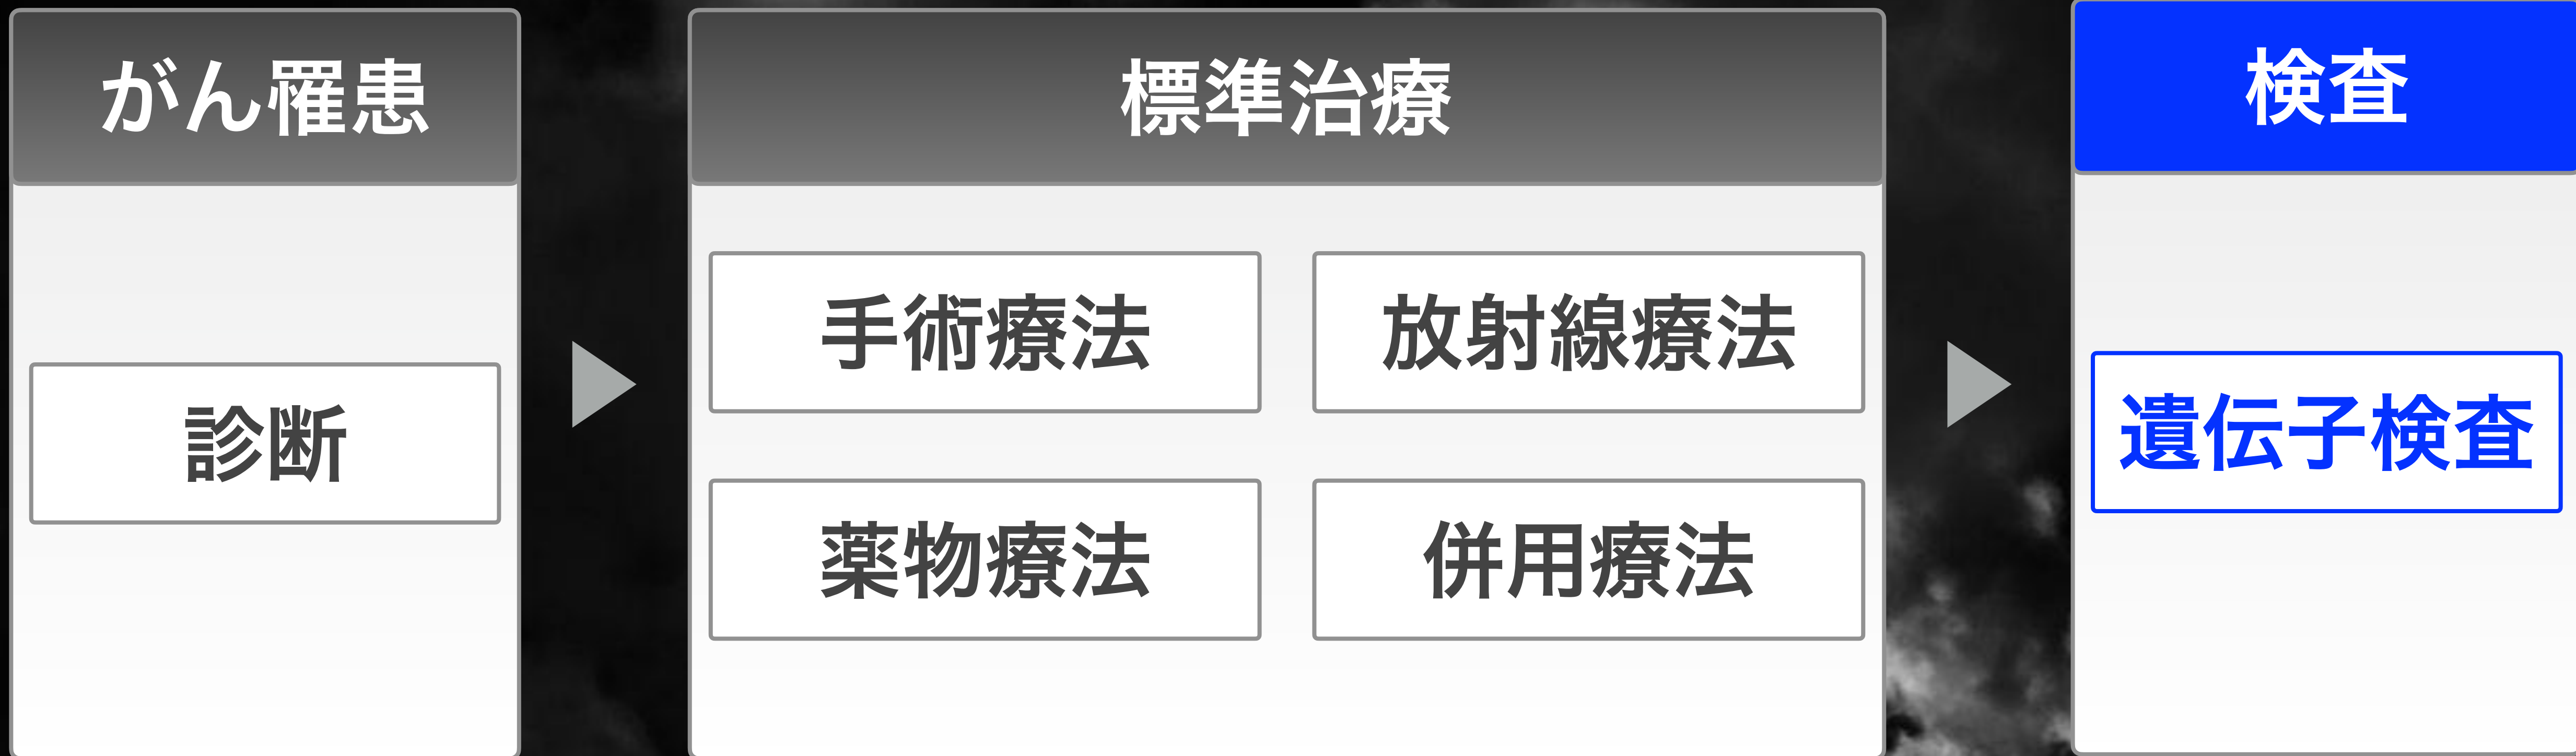 がん罹患
診断
標準治療
手術療法
放射線療法
薬物療法
併用療法
検査
遺伝子検査